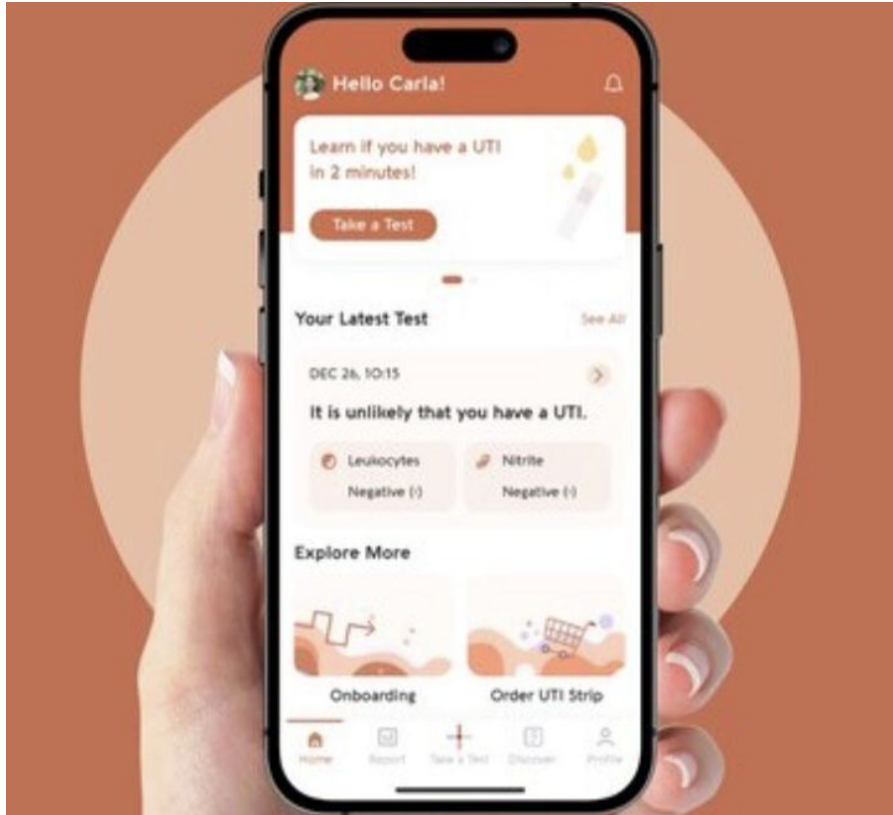 Hello Carla!
Learn if you have a UTI
in 2 minutes!
Take a Test
Your Latest Test
See All
DEC 26, 10:15
It is unlikely that you have a UTI.
Leukocytes
Negative (-)
Nitrite
Negative (-)
Explore More
Onboarding
Order UTI Strip
Home
Report
Take a Test
Discover
Profile